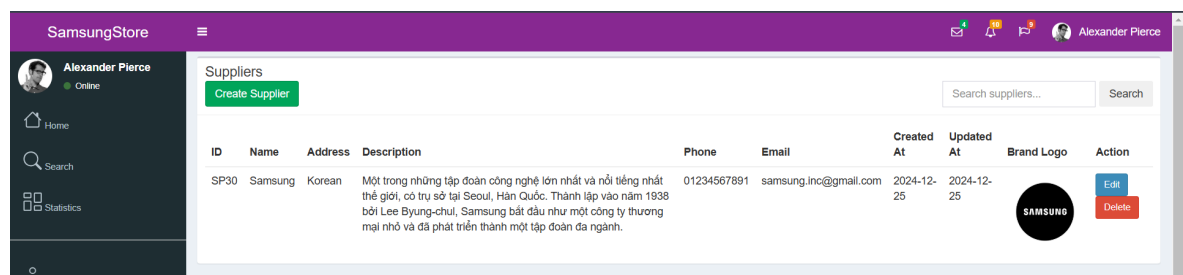 SamsungStore
4
10
9
Alexander Pierce
Alexander Pierce
Online
Home
Search
Statistics
Suppliers
Create Supplier
Search suppliers...
Search
ID Name Address Description Phone Email Created At Updated At Brand Logo Action
SP30 Samsung Korean Một trong những tập đoàn công nghệ lớn nhất và nổi tiếng nhất
thế giới, có trụ sở tại Seoul, Hàn Quốc. Thành lập vào năm 1938
bởi Lee Byung-chul, Samsung bắt đầu như một công ty thương
mại nhỏ và đã phát triển thành một tập đoàn đa ngành.
01234567891 samsung.inc@gmail.com 2024-12-25 2024-12-25
SAMSUNG
Edit
Delete